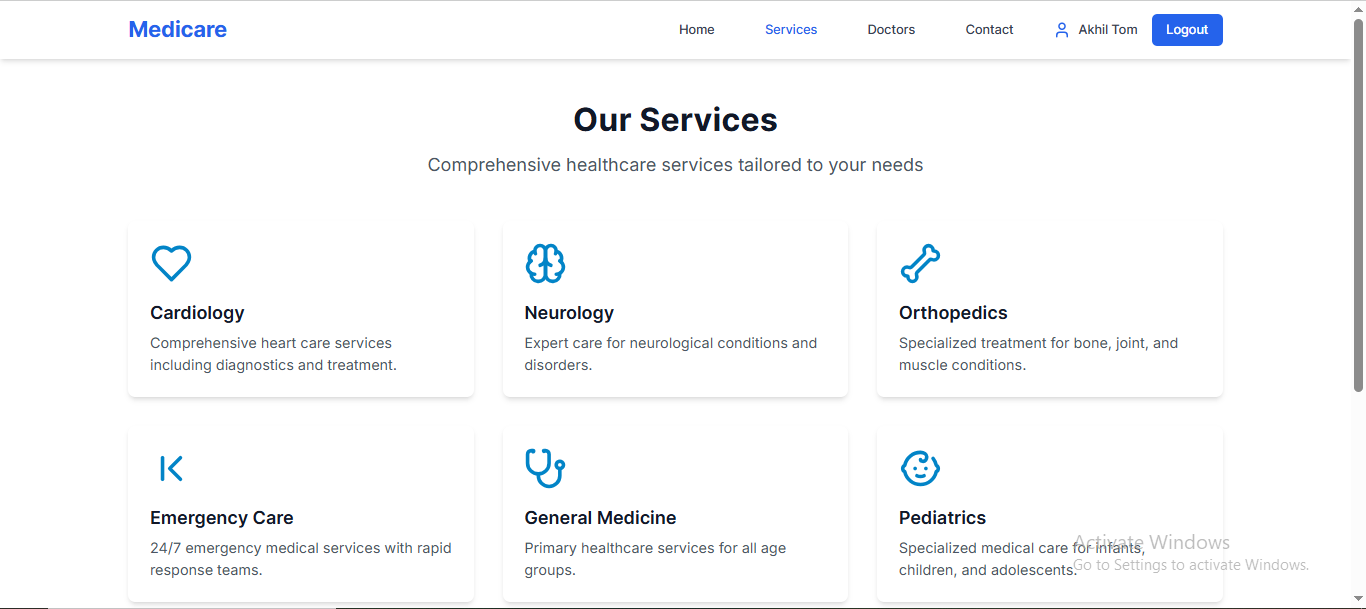 Medicare
Home
Services
Doctors
Contact
Akhil Tom
Logout
Our Services
Comprehensive healthcare services tailored to your needs
Cardiology
Comprehensive heart care services
including diagnostics and treatment.
Neurology
Expert care for neurological conditions and
disorders.
Orthopedics
Specialized treatment for bone, joint, and
muscle conditions.
Emergency Care
24/7 emergency medical services with rapid
response teams.
General Medicine
Primary healthcare services for all age
groups.
Pediatrics
Specialized medical care for infants,
children, and adolescents.
Activate Windows
Go to Settings to activate Windows.